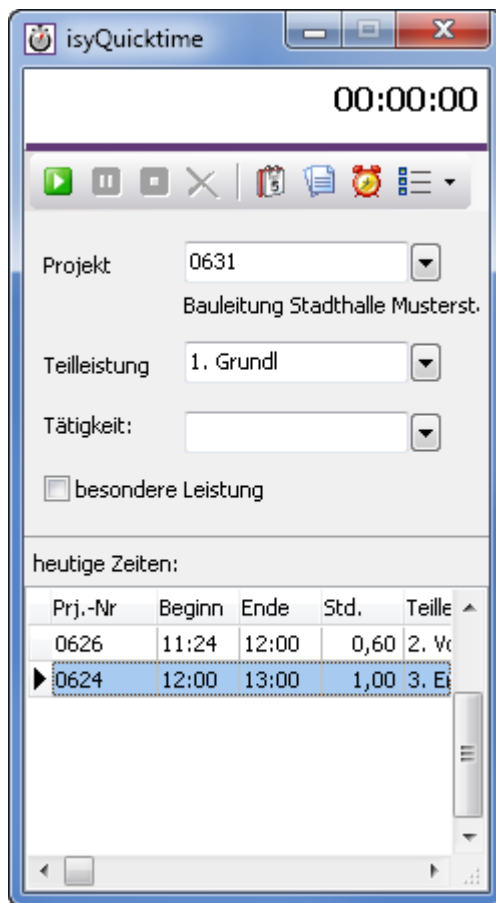 isyQuicktime
00:00:00
5
Projekt 0631
Bauleitung Stadthalle Musterst.
Teilleistung 1. Grundl
Tätigkeit:
besondere Leistung
heutige Zeiten:
Prj.-Nr Beginn Ende Std. Teille
0626 11:24 12:00 0,60 2. Vo
0624 12:00 13:00 1,00 3. En